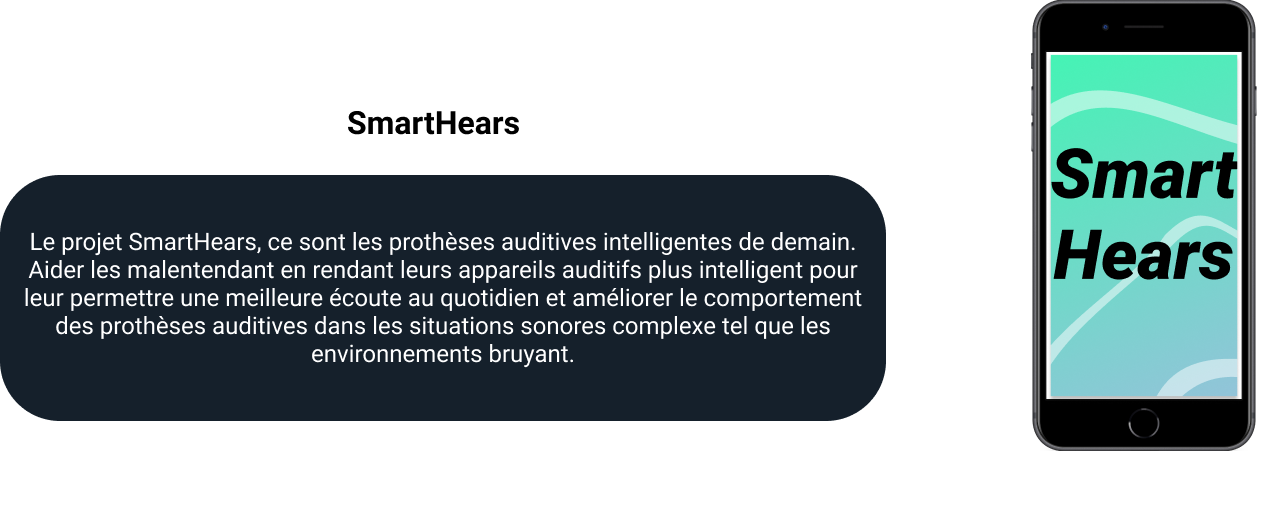 SmartHears
Le projet SmartHears, ce sont les prothèses auditives intelligentes de demain.
Aider les malentendant en rendant leurs appareils auditifs plus intelligent pour
leur permettre une meilleure écoute au quotidien et améliorer le comportement
des prothèses auditives dans les situations sonores complexe tel que les
environnements bruyant.
Smart
Hears